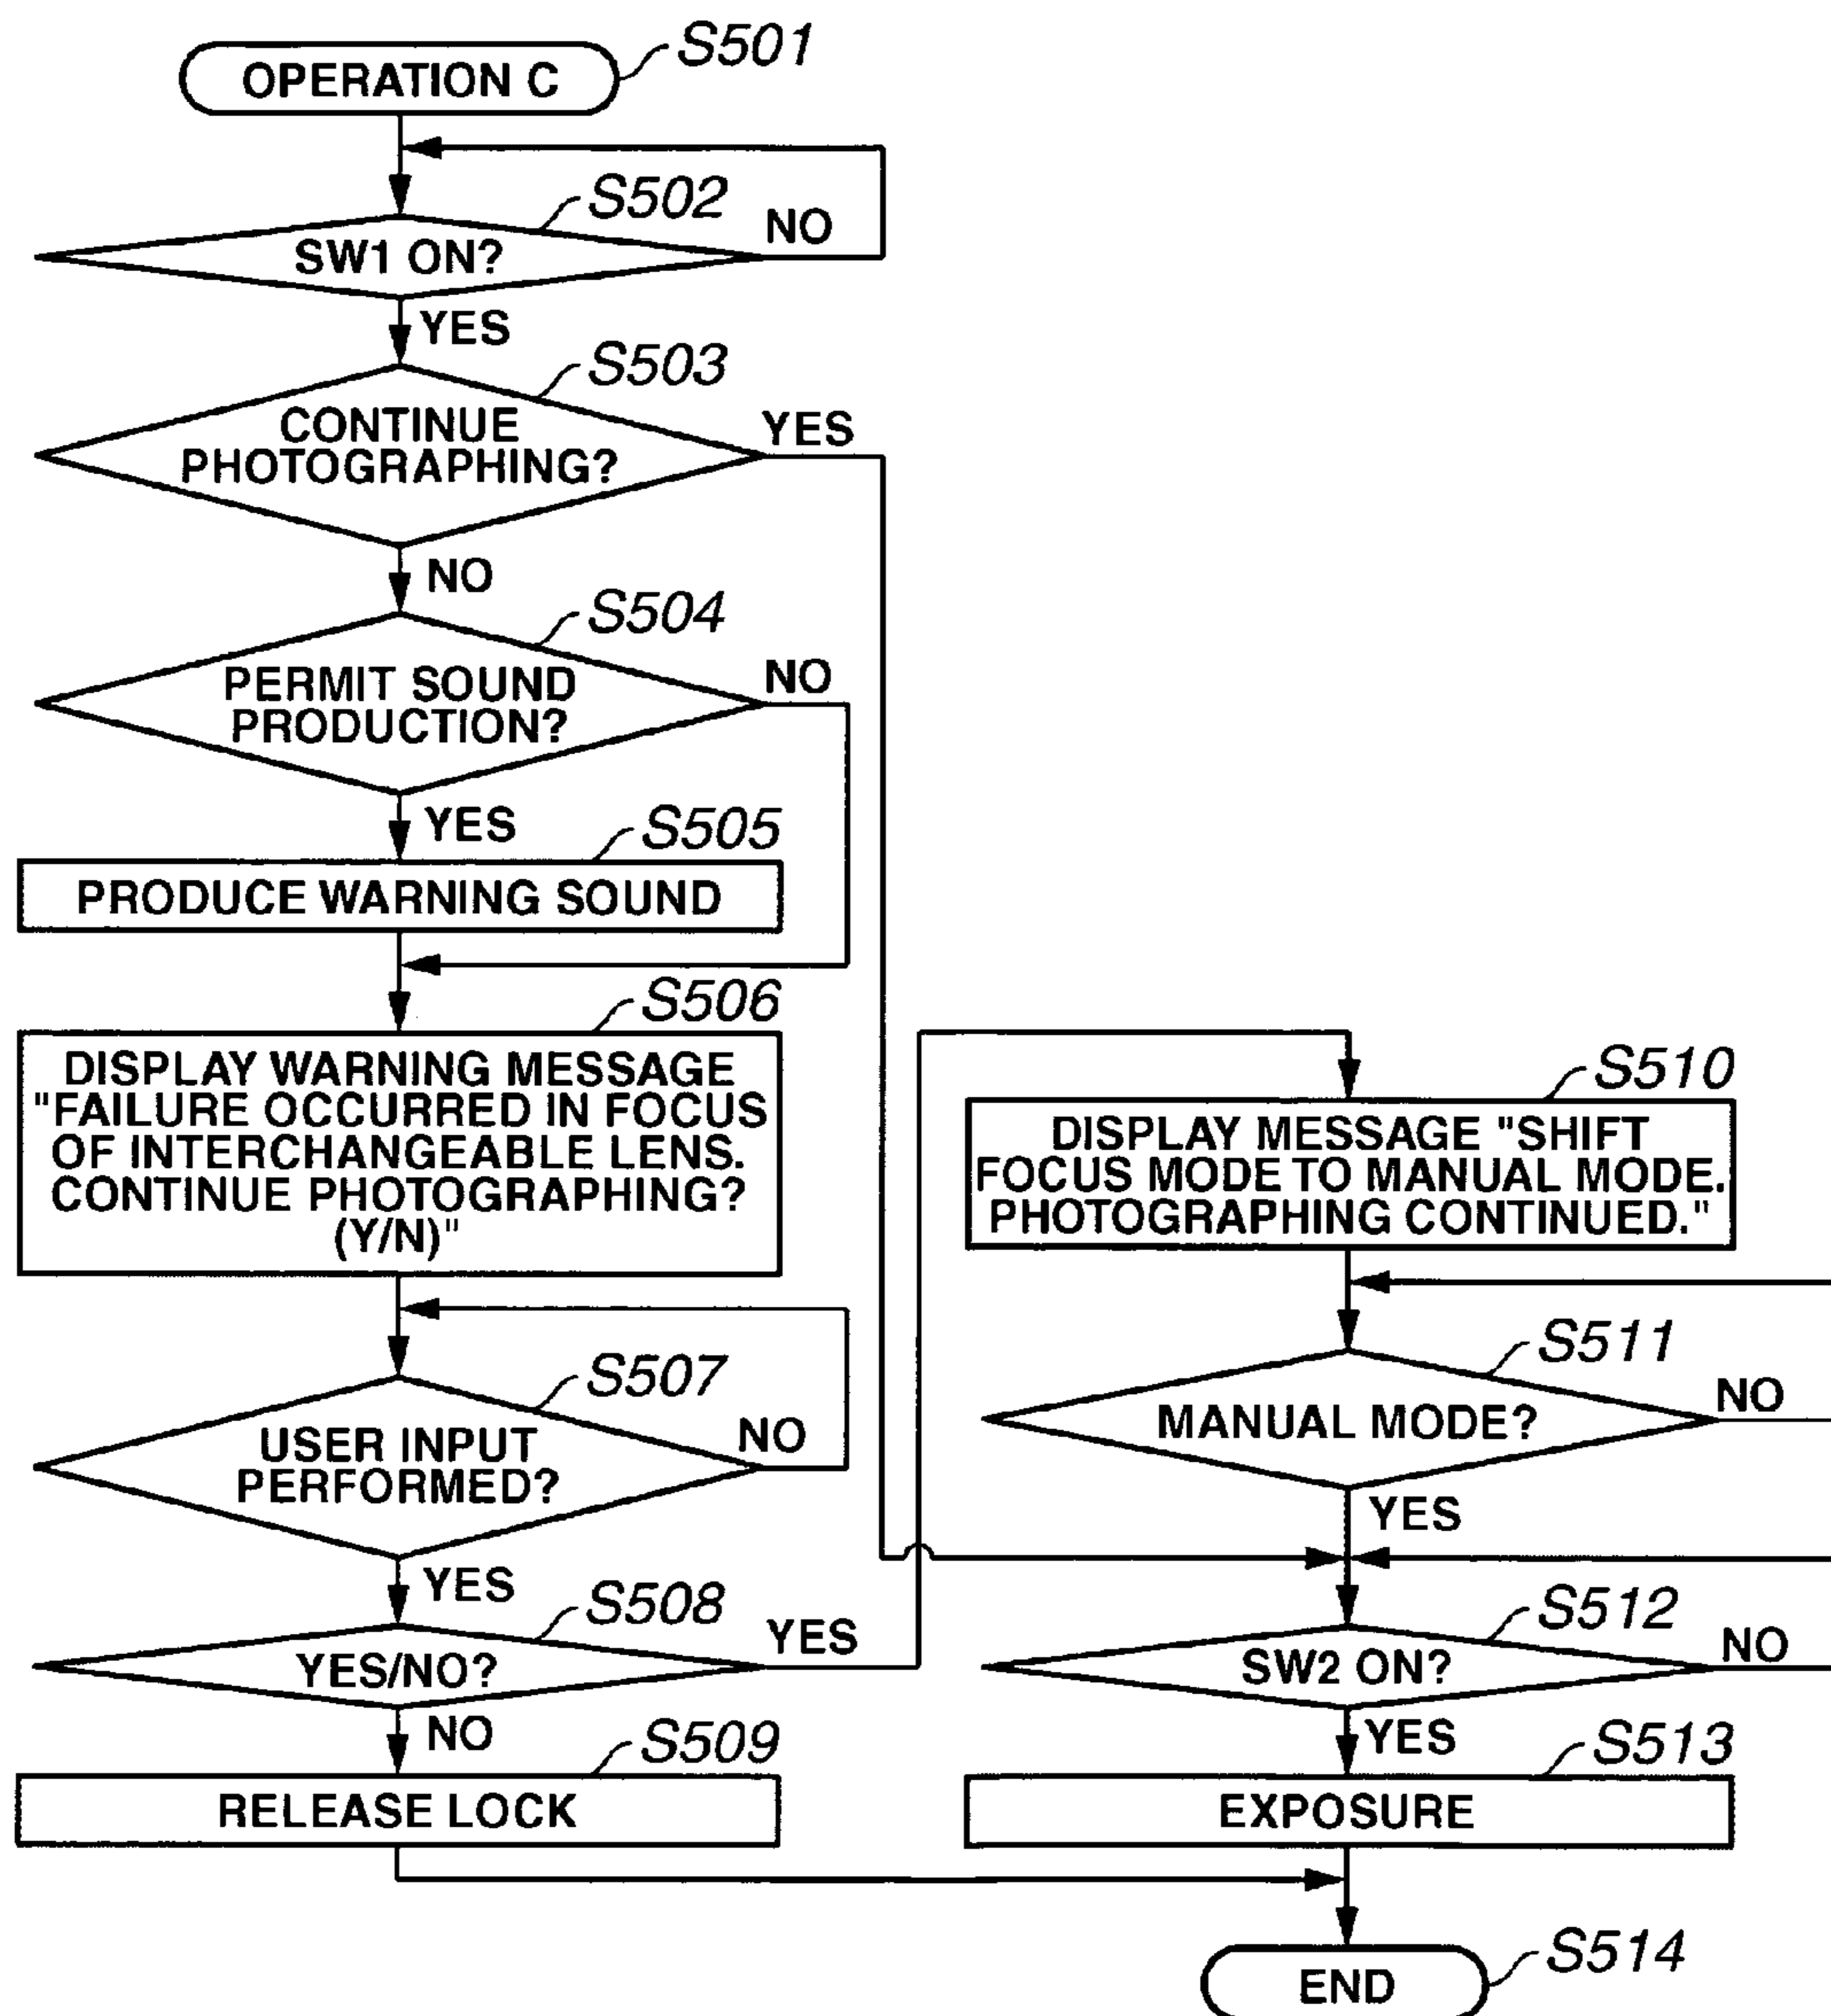 OPERATION C
S501
S502
SW1 ON?
NO
YES
S503
CONTINUE
PHOTOGRAPHING?
YES
NO
S504
PERMIT SOUND
PRODUCTION?
NO
YES
S505
PRODUCE WARNING SOUND
S506
DISPLAY WARNING MESSAGE
"FAILURE OCCURRED IN FOCUS
OF INTERCHANGEABLE LENS.
CONTINUE PHOTOGRAPHING?
(Y/N)"
S507
USER INPUT
PERFORMED?
NO
YES
S508
YES/NO?
YES
NO
S509
RELEASE LOCK
S510
DISPLAY MESSAGE "SHIFT
FOCUS MODE TO MANUAL MODE.
PHOTOGRAPHING CONTINUED."
S511
MANUAL MODE?
NO
YES
S512
SW2 ON?
NO
YES
S513
EXPOSURE
S514
END